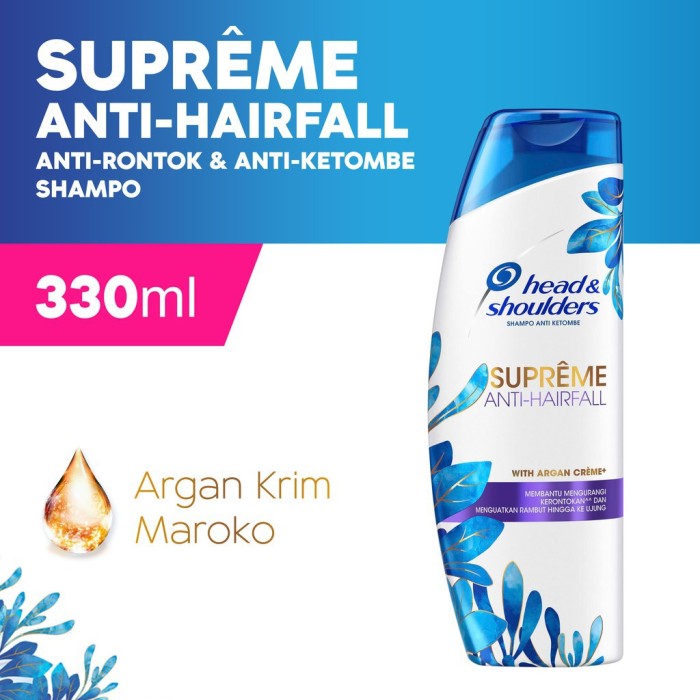 SUPRÊME
ANTI-HAIRFALL
ANTI-RONTOK & ANTI-KETOMBE
SHAMPO
330ml
Argan Krim
Maroko
head &
shoulders
SHAMPO ANTI KETOMBE
SUPRÊME
ANTI-HAIRFALL
WITH ARGAN CRÈME+
MEMBANTU MENGURANGI
KERONTOKAN^^ DAN
MENGUATKAN RAMBUT HINGGA KE UJUNG